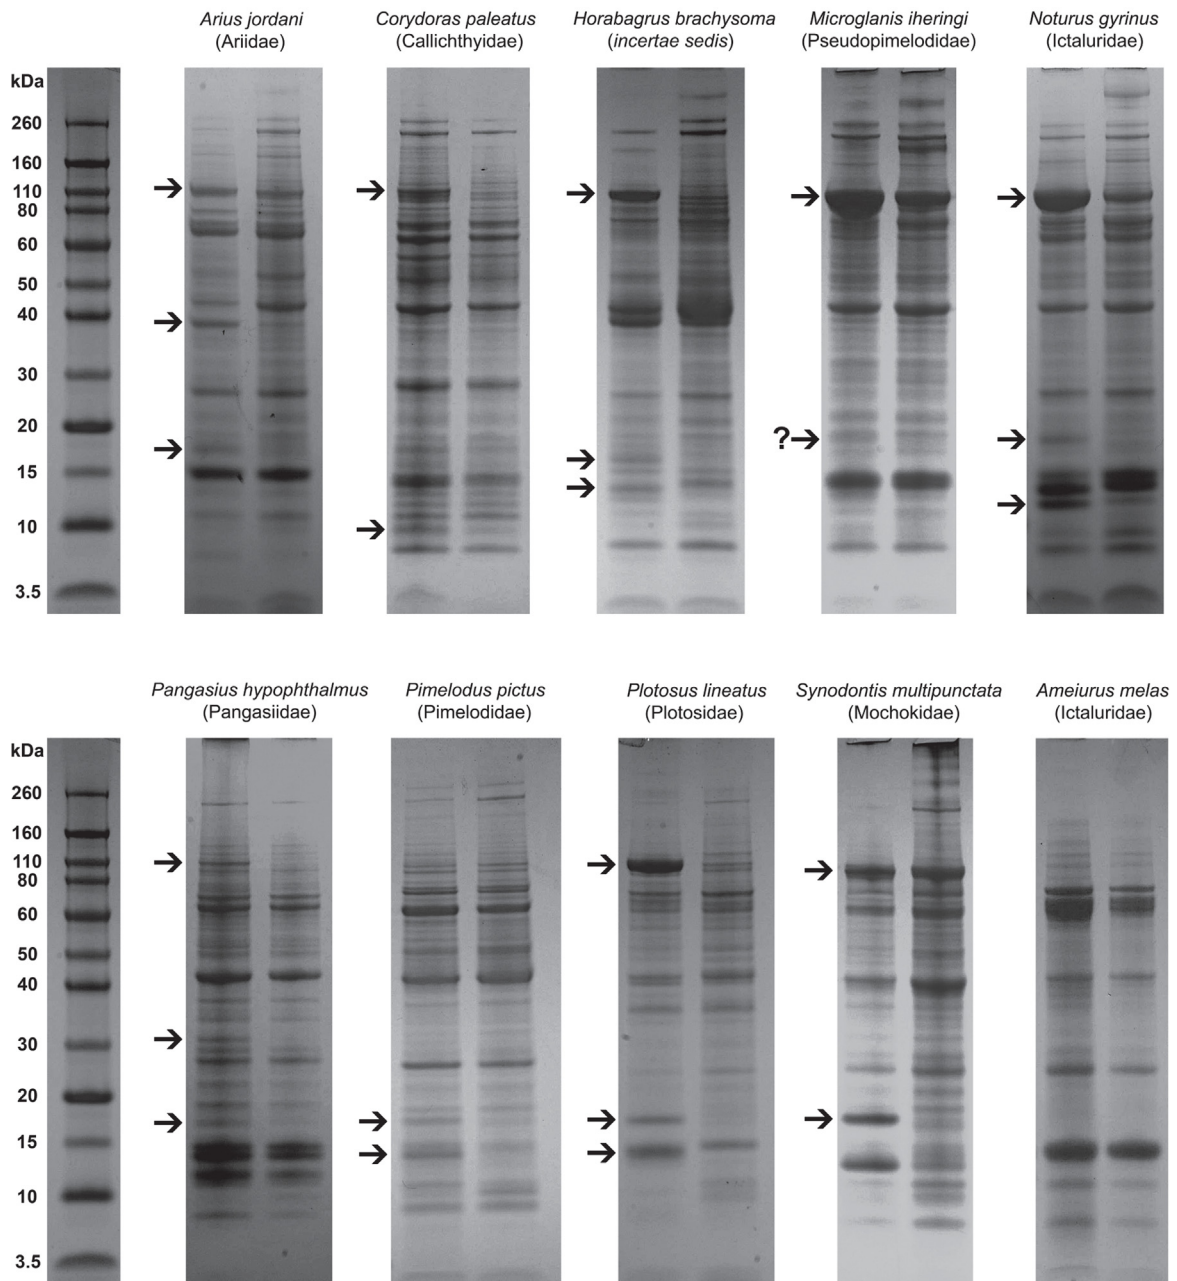 Arius jordani
(Ariidae)
Corydoras paleatus
(Callichthyidae)
Horabagrus brachysoma
(incertae sedis)
Microglanis iheringi
(Pseudopimelodidae)
Noturus gyrinus
(Ictaluridae)
kDa
260
160
110
80
60
50
40
30
20
15
10
3.5
?
Pangasius hypophthalmus
(Pangasiidae)
Pimelodus pictus
(Pimelodidae)
Plotosus lineatus
(Plotosidae)
Synodontis multipunctata
(Mochokidae)
Ameiurus melas
(Ictaluridae)
kDa
260
160
110
80
60
50
40
30
20
15
10
3.5